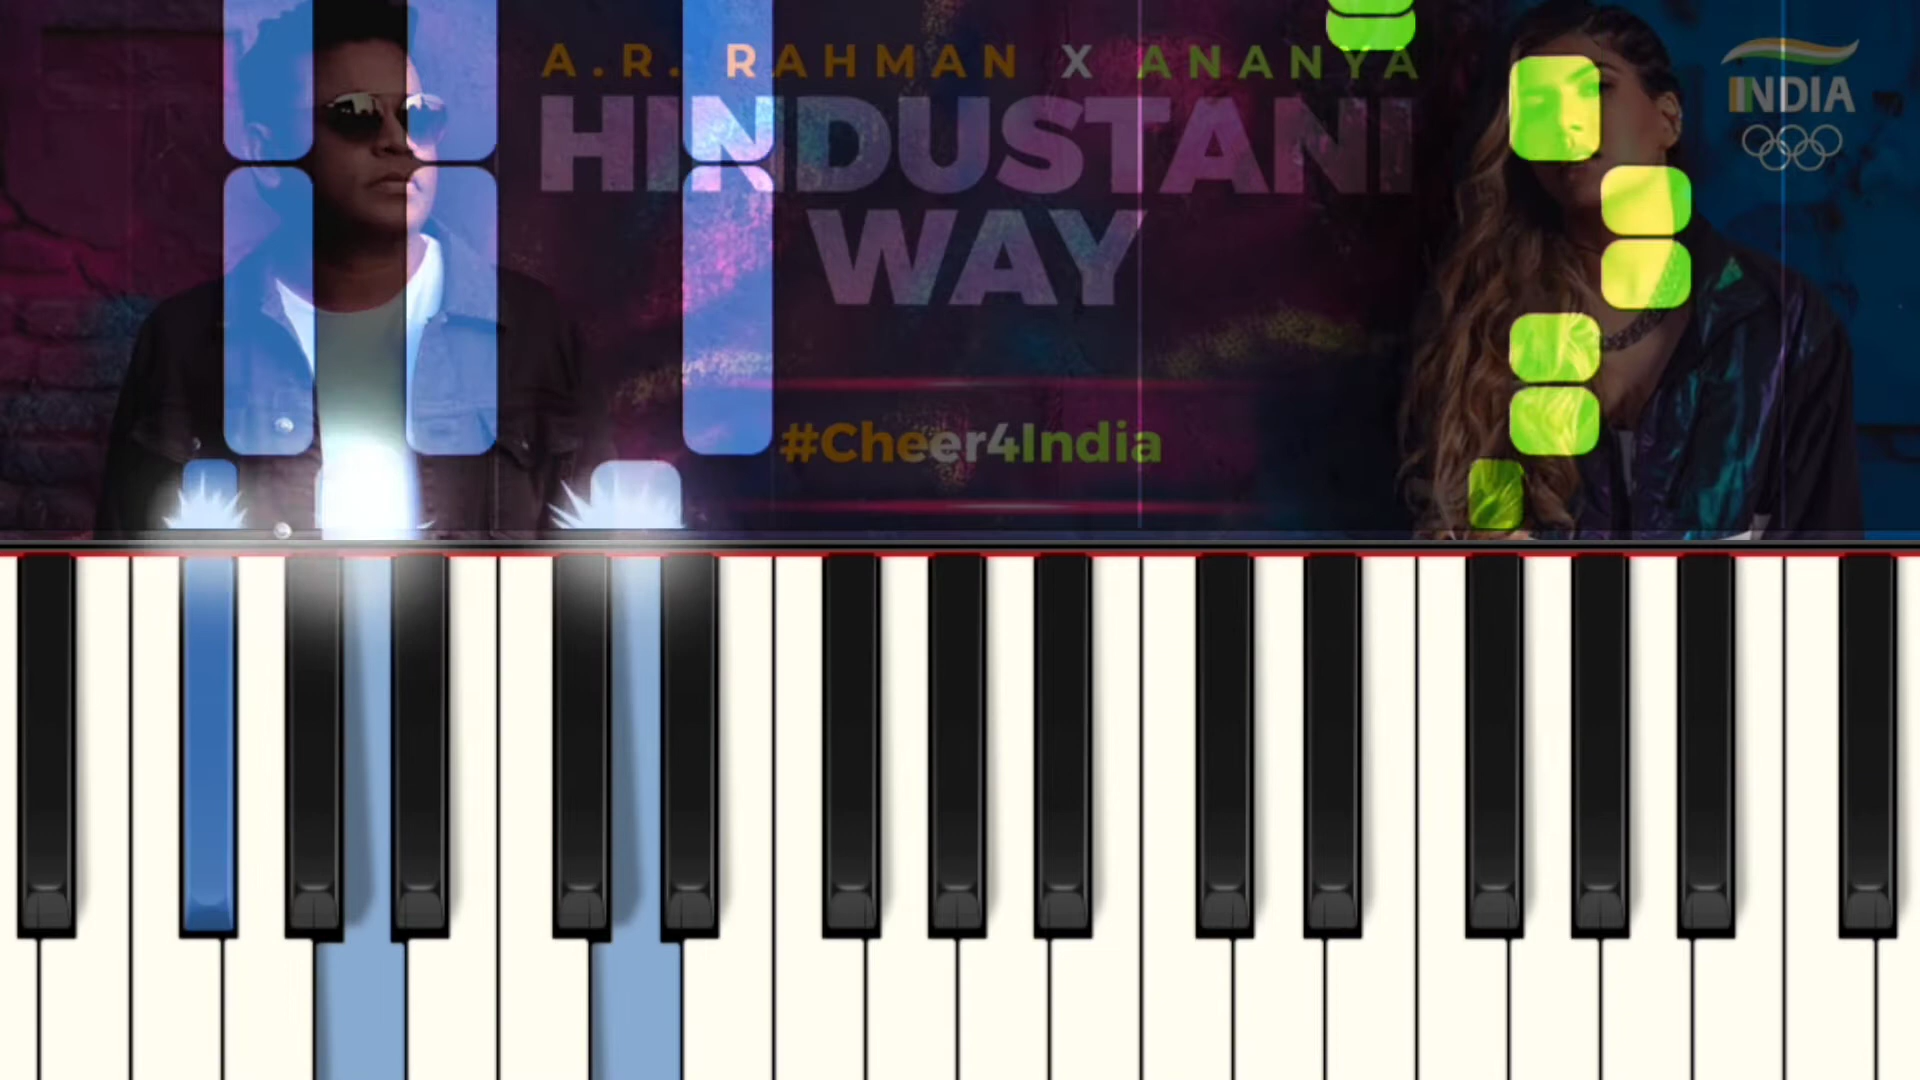 A.R. RAHMAN X ANANYA
HINDUSTANI
WAY
#Cheer4India
INDIA